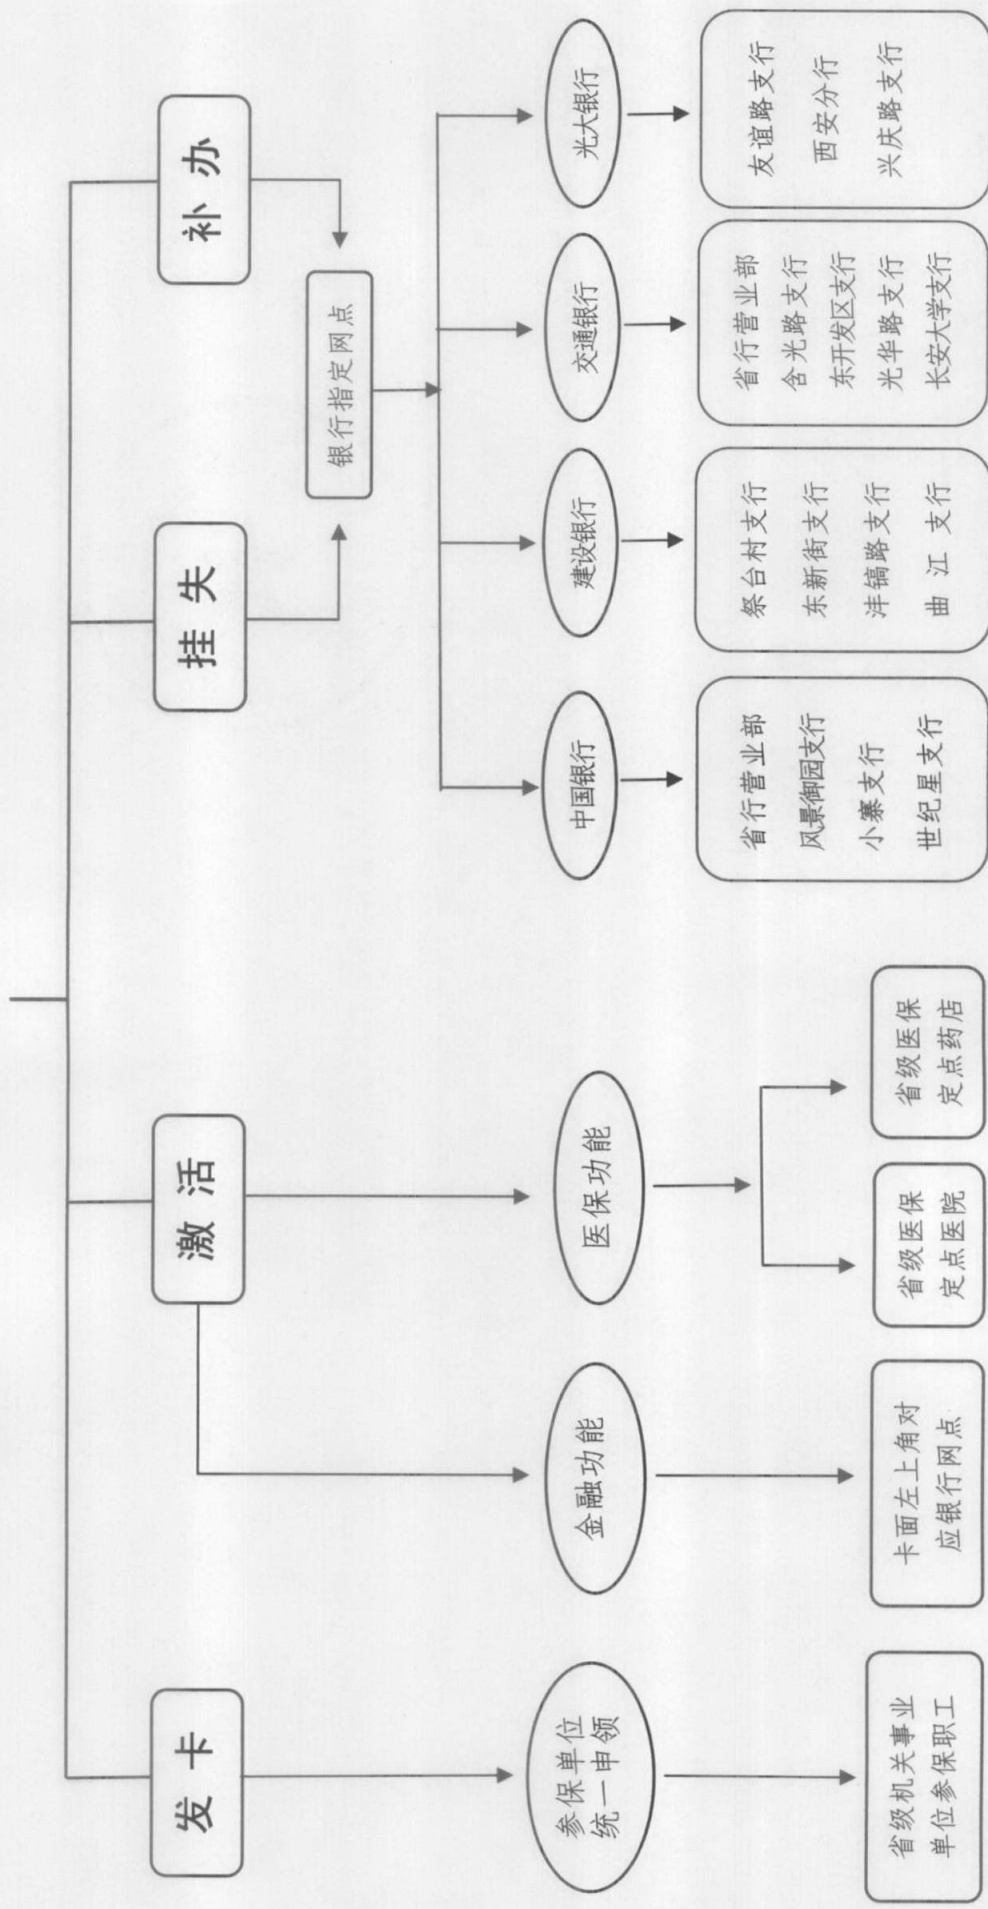 发卡
激活
挂失
补办
银行指定网点
参保单位
统一申领
金融功能
医保功能
中国银行
建设银行
交通银行
光大银行
省级机关事业
单位参保职工
卡面左上角对
应银行网点
省级医保
定点医院
省级医保
定点药店
省行营业部
风景御园支行
小寨支行
世纪星支行
祭台村支行
东新街支行
沣镐路支行
曲江 支行
省行营业部
含光路支行
东开发区支行
光华路支行
长安大学支行
友谊路支行
西安分行
兴庆路支行